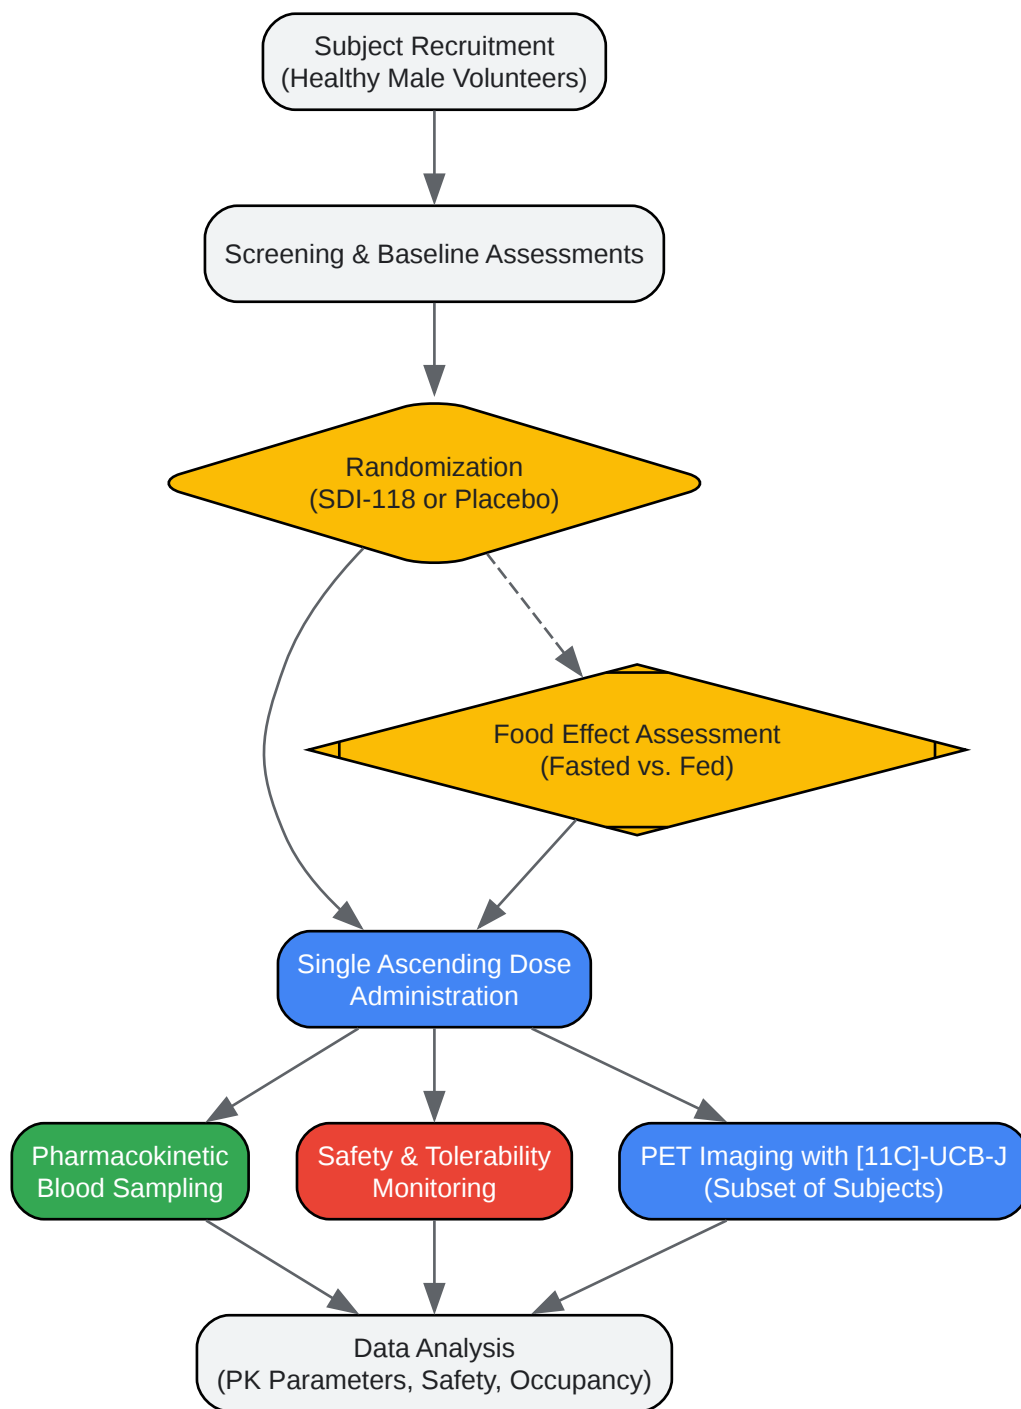 Subject Recruitment
(Healthy Male Volunteers)
Screening & Baseline Assessments
Randomization
(SDI-118 or Placebo)
Food Effect Assessment
(Fasted vs. Fed)
Single Ascending Dose
Administration
Pharmacokinetic
Blood Sampling
Safety & Tolerability
Monitoring
PET Imaging with [11C]-UCB-J
(Subset of Subjects)
Data Analysis
(PK Parameters, Safety, Occupancy)